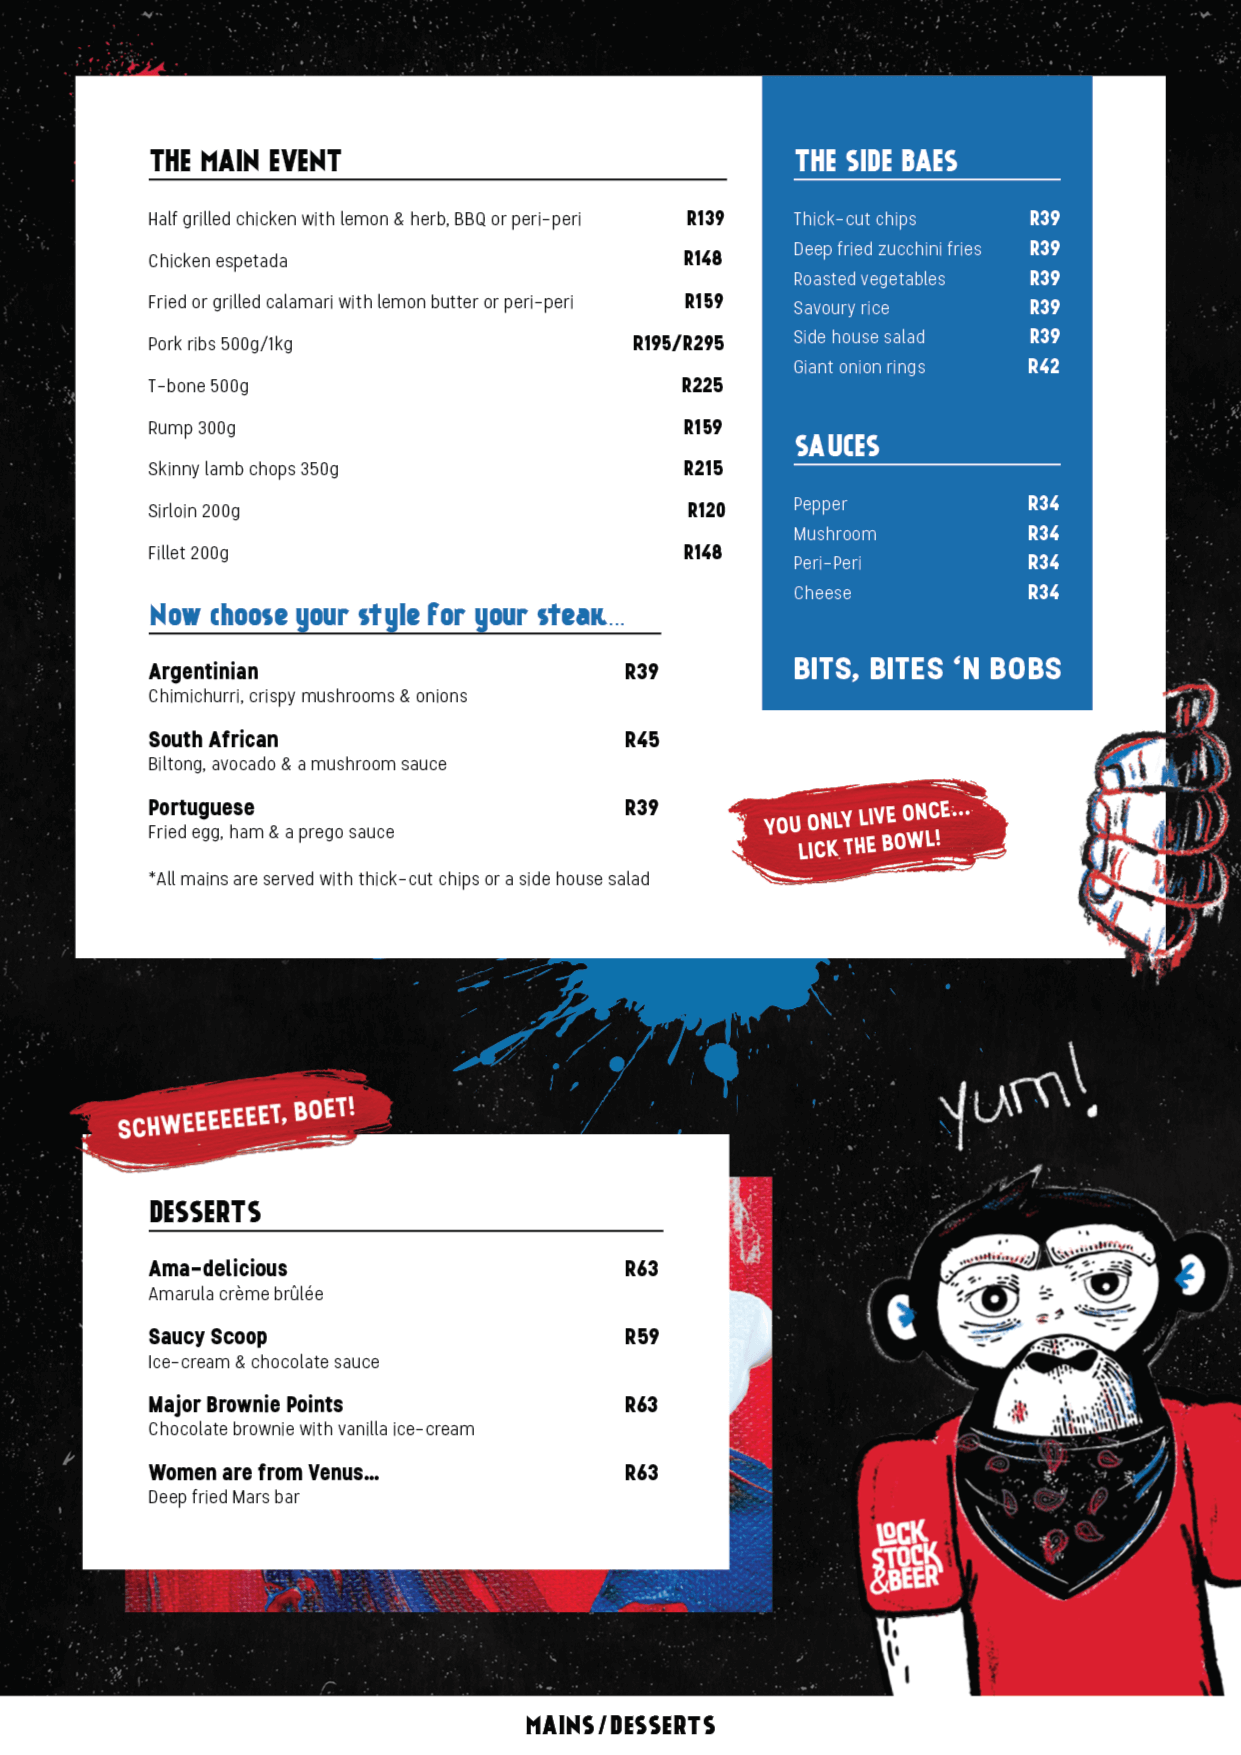 THE MAIN EVENT
Half grilled chicken with lemon & herb, BBQ or peri-peri R139
Chicken espetada R148
Fried or grilled calamari with lemon butter or peri-peri R159
Pork ribs 500g/1kg R195/R295
T-bone 500g R225
Rump 300g R159
Skinny lamb chops 350g R215
Sirloin 200g R120
Fillet 200g R148
Now choose your style for your steak...
Argentinian R39
Chimichurri, crispy mushrooms & onions
South African R45
Biltong, avocado & a mushroom sauce
Portuguese R39
Fried egg, ham & a prego sauce
*All mains are served with thick-cut chips or a side house salad
THE SIDE BAES
Thick-cut chips R39
Deep fried zucchini fries R39
Roasted vegetables R39
Savoury rice R39
Side house salad R39
Giant onion rings R42
SAUCES
Pepper R34
Mushroom R34
Peri-Peri R34
Cheese R34
BITS, BITES ‘N BOBS
YOU ONLY LIVE ONCE...
LICK THE BOWL!
SCHWEEEEEEET, BOET!
DESSERTS
Ama-delicious R63
Amarula crème brûlée
Saucy Scoop R59
Ice-cream & chocolate sauce
Major Brownie Points R63
Chocolate brownie with vanilla ice-cream
Women are from Venus... R63
Deep fried Mars bar
yum!
LOCK
STOCK
&BEER
MAINS/DESSERTS